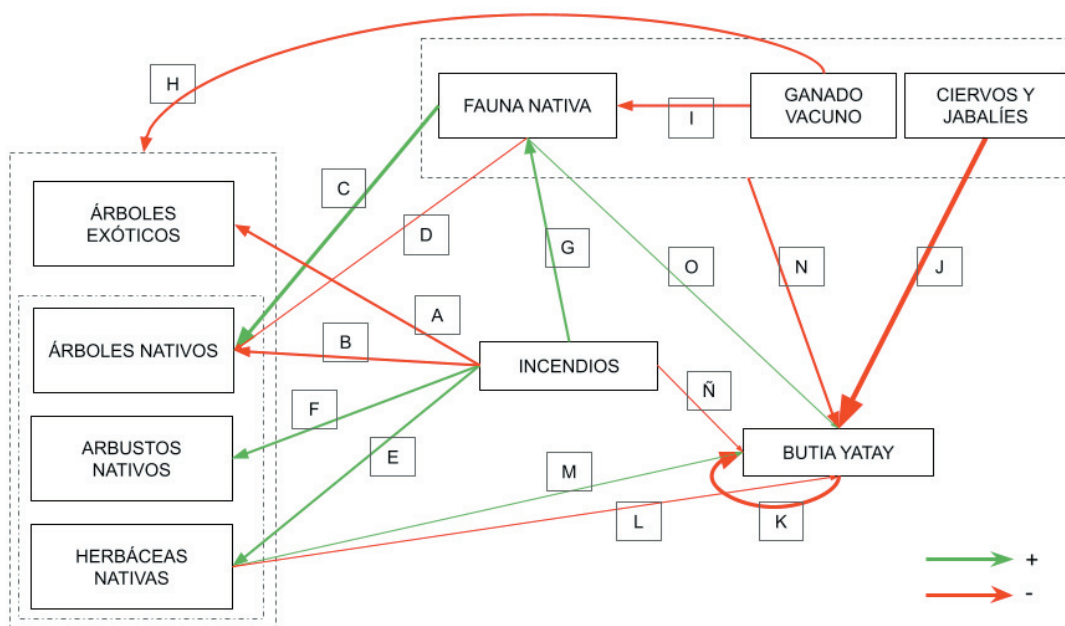 H
FAUNA NATIVA
I
GANADO
VACUNO
CIERVOS Y
JABALÍES
C
ÁRBOLES
EXÓTICOS
D
G
O
N
J
A
ÁRBOLES NATIVOS
B
INCENDIOS
Ñ
F
E
ARBUSTOS
NATIVOS
BUTIA YATAY
M
L
K
HERBÁCEAS
NATIVAS
+
-